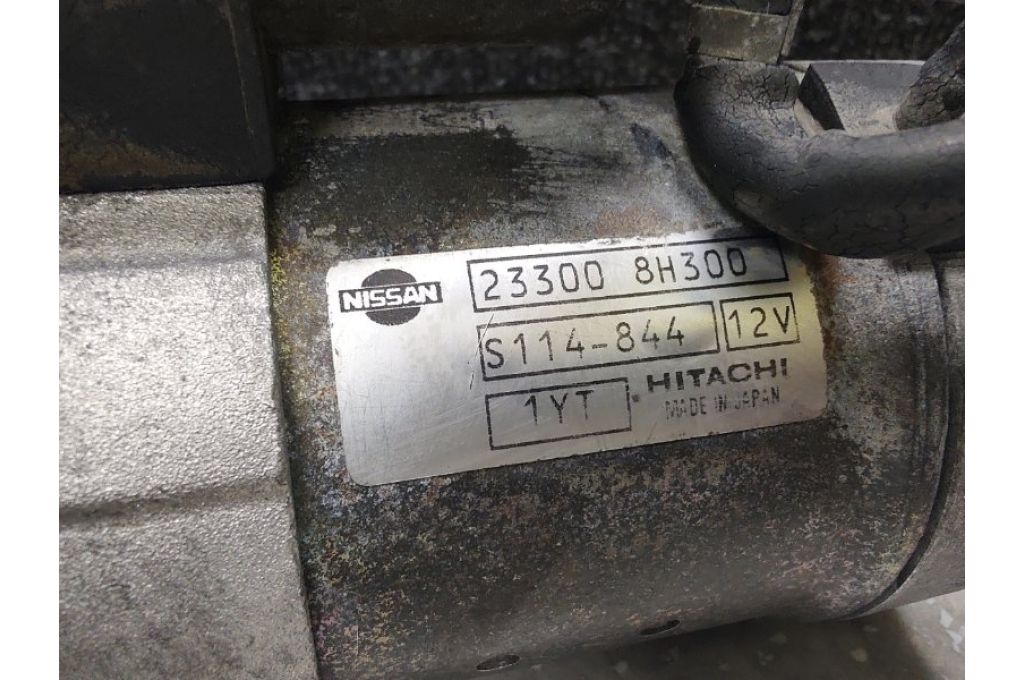 NISSAN
23300 8H300
S114-844 12V
1YT HITACHI
MADE IN JAPAN